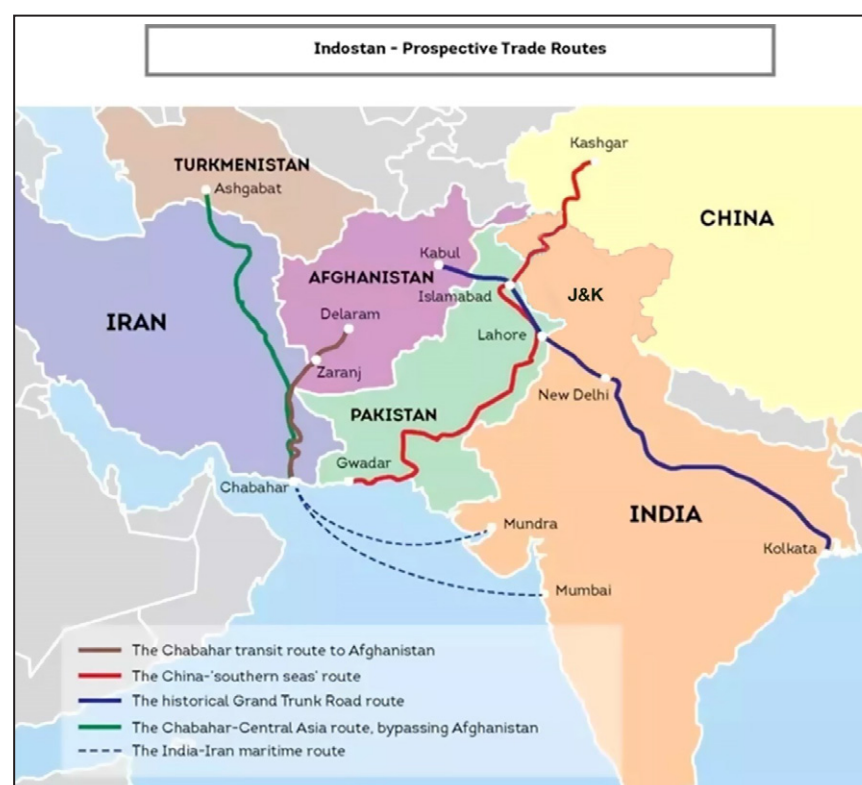 Indostan - Prospective Trade Routes
Kashgar
TURKMENISTAN
Ashgabat
CHINA
Kabul
AFGHANISTAN
Islamabad
J&K
IRAN
Delaram
Lahore
Zaranj
New Delhi
PAKISTAN
Gwadar
Chabahar
INDIA
Mundra
Kolkata
Mumbai
The Chabahar transit route to Afghanistan
The China-'southern seas' route
The historical Grand Trunk Road route
The Chabahar-Central Asia route, bypassing Afghanistan
The India-Iran maritime route